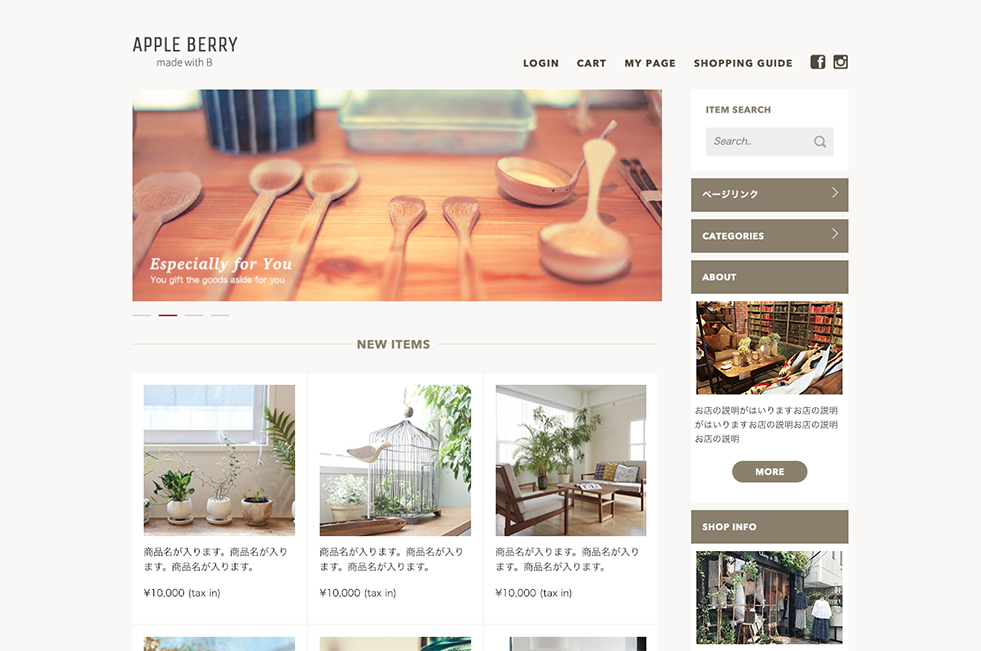 APPLE BERRY
made with B
LOGIN CART MY PAGE SHOPPING GUIDE
Especially for You
You gift the goods aside for you
NEW ITEMS
商品名が入ります。商品名が入り
ます。商品名が入ります。
¥10,000 (tax in)
商品名が入ります。商品名が入り
ます。商品名が入ります。
¥10,000 (tax in)
商品名が入ります。商品名が入り
ます。商品名が入ります。
¥10,000 (tax in)
ITEM SEARCH
Search..
ページリンク
CATEGORIES
ABOUT
お店の説明がはいりますお店の説明
がはいりますお店の説明お店の説明
お店の説明
MORE
SHOP INFO